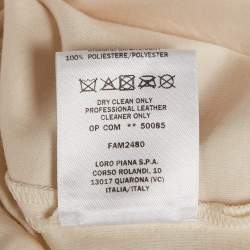 100% POLIESTERE/POLYESTER
DRY CLEAN ONLY
PROFESSIONAL LEATHER
CLEANER ONLY
OP COM ** 50085
FAM2480
LORO PIANA S.P.A.
CORSO ROLANDI, 10
13017 QUARONA (VC)
ITALIA/ITALY